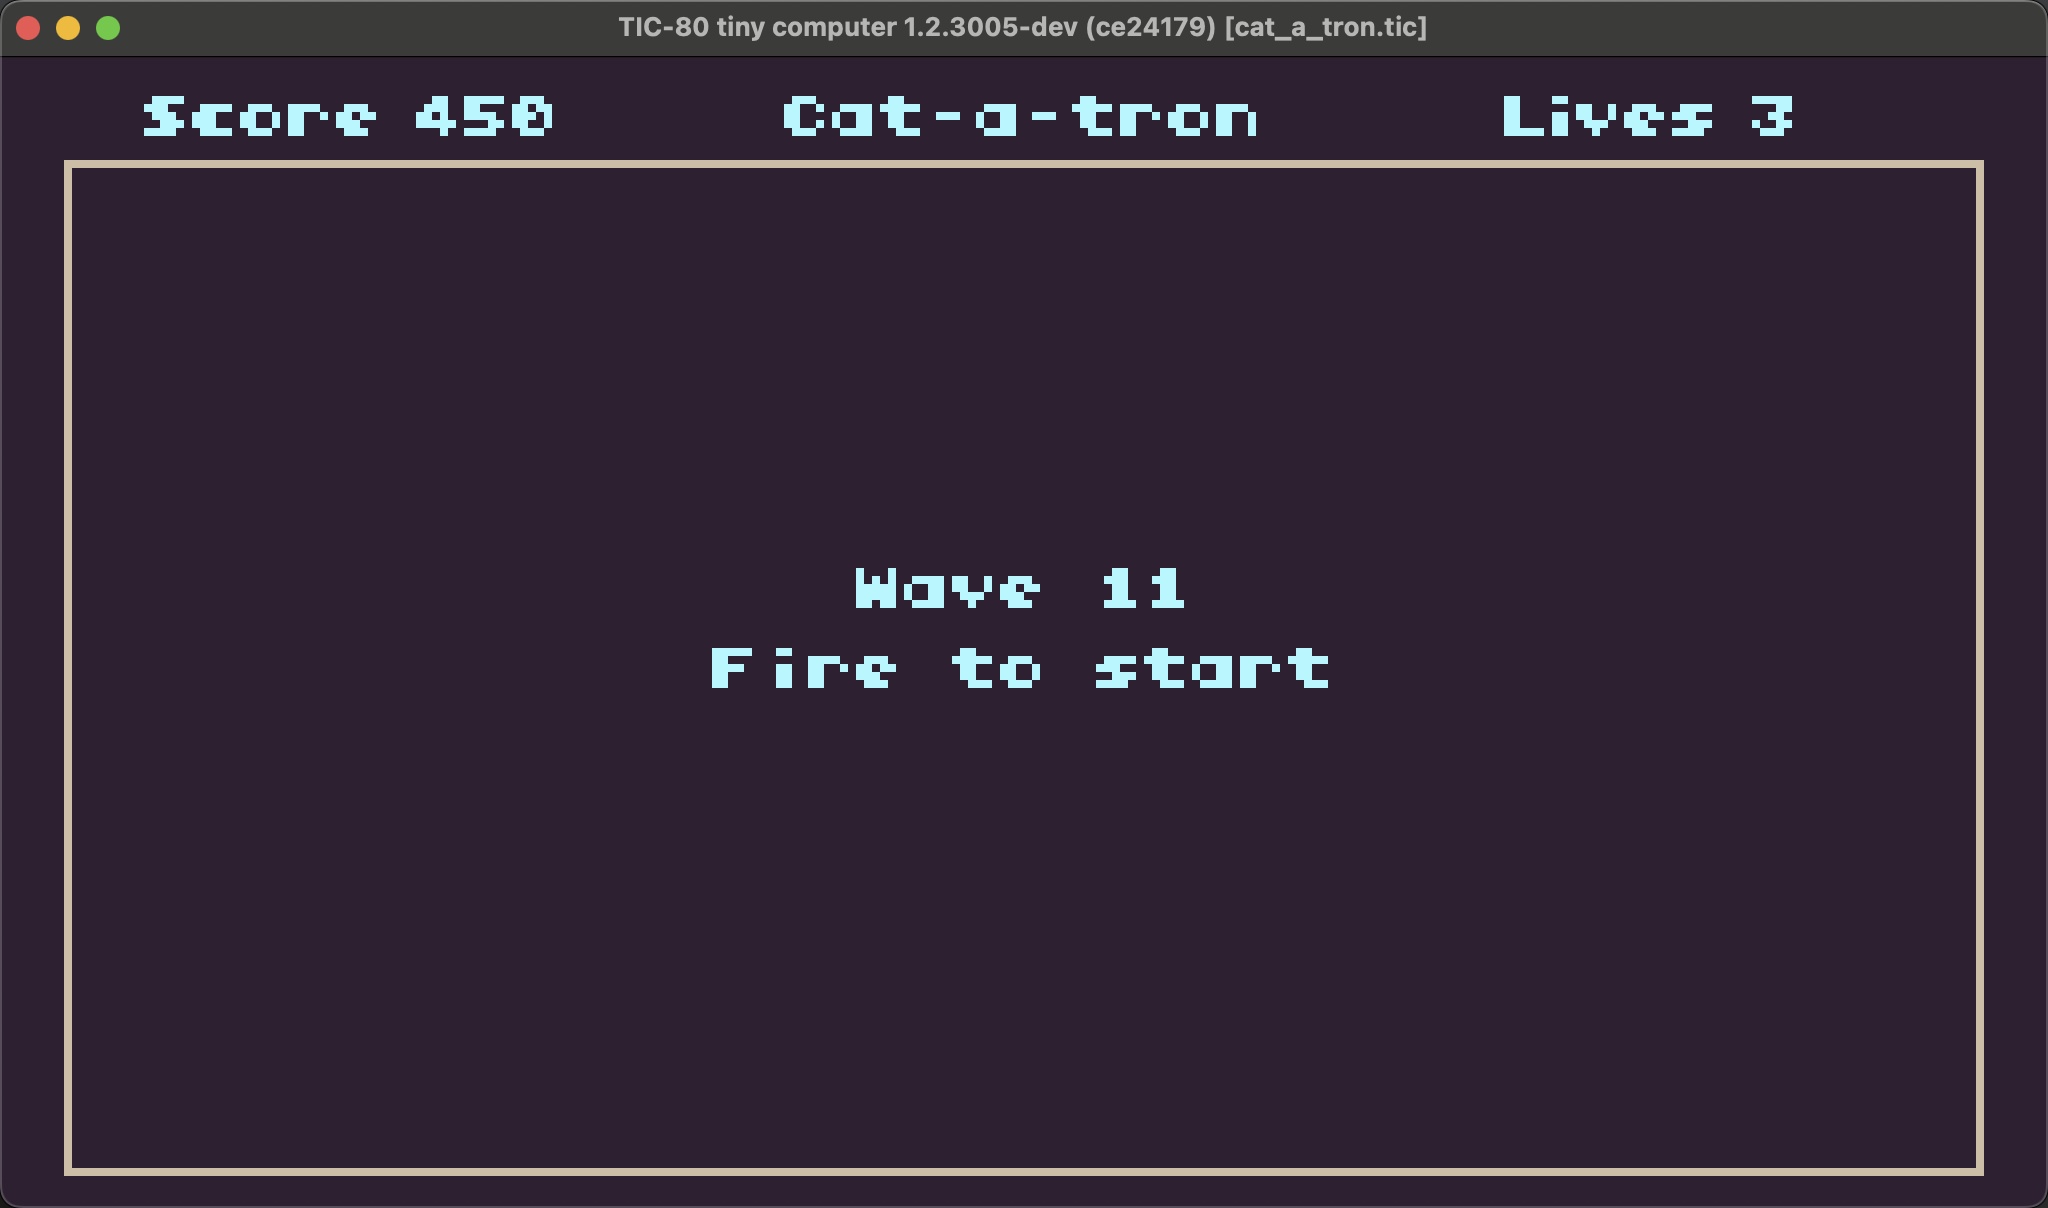 TIC-80 tiny computer 1.2.3005-dev (ce24179) [cat_a_tron.tic]
Score 450 Cat-a-tron Lives 3
Wave 11
Fire to start